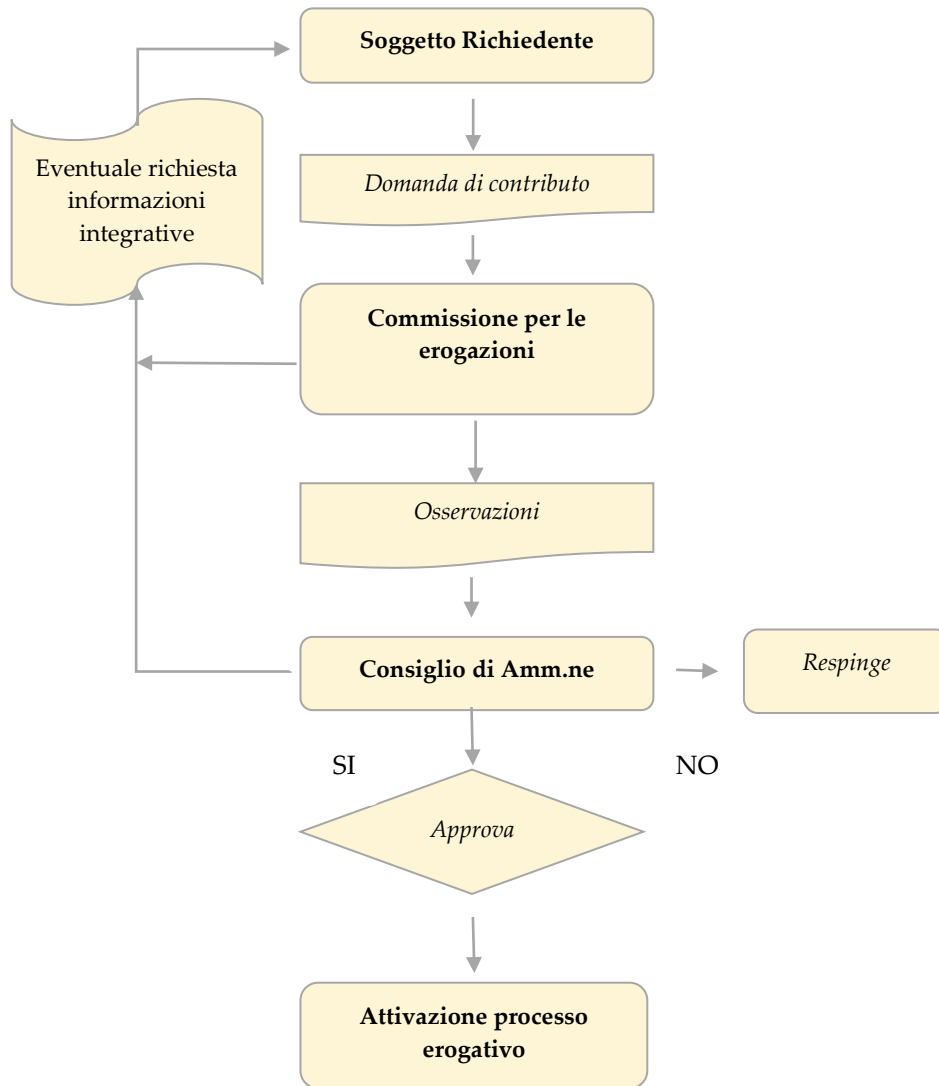 Soggetto Richiedente
Eventuale richiesta
informazioni
integrative
Domanda di contributo
Commissione per le
erogazioni
Osservazioni
Consiglio di Amm.ne
Respinge
SI
NO
Approva
Attivazione processo
erogativo